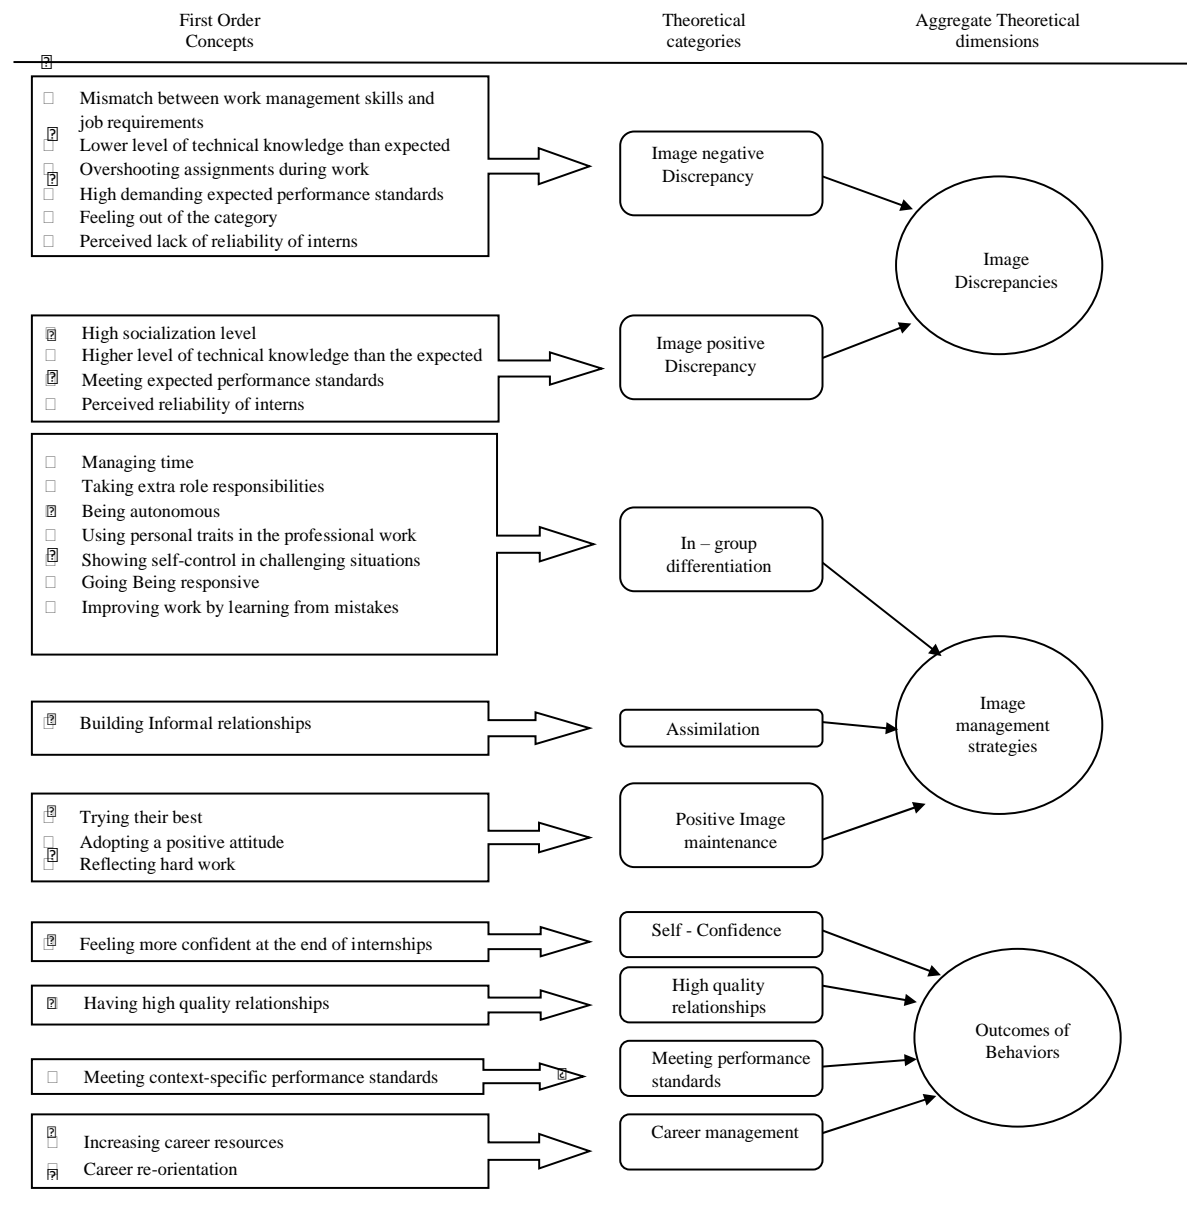 First Order
Concepts
Theoretical
categories
Aggregate Theoretical
dimensions
Mismatch between work management skills and
job requirements
Lower level of technical knowledge than expected
Overshooting assignments during work
High demanding expected performance standards
Feeling out of the category
Perceived lack of reliability of interns
Image negative
Discrepancy
Image
Discrepancies
High socialization level
Higher level of technical knowledge than the expected
Meeting expected performance standards
Perceived reliability of interns
Image positive
Discrepancy
Managing time
Taking extra role responsibilities
Being autonomous
Using personal traits in the professional work
Showing self-control in challenging situations
Going Being responsive
Improving work by learning from mistakes
In – group
differentiation
Building Informal relationships
Assimilation
Image
management
strategies
Trying their best
Adopting a positive attitude
Reflecting hard work
Positive Image
maintenance
Feeling more confident at the end of internships
Self - Confidence
Having high quality relationships
High quality
relationships
Outcomes of
Behaviors
Meeting context-specific performance standards
Meeting performance
standards
Increasing career resources
Career re-orientation
Career management